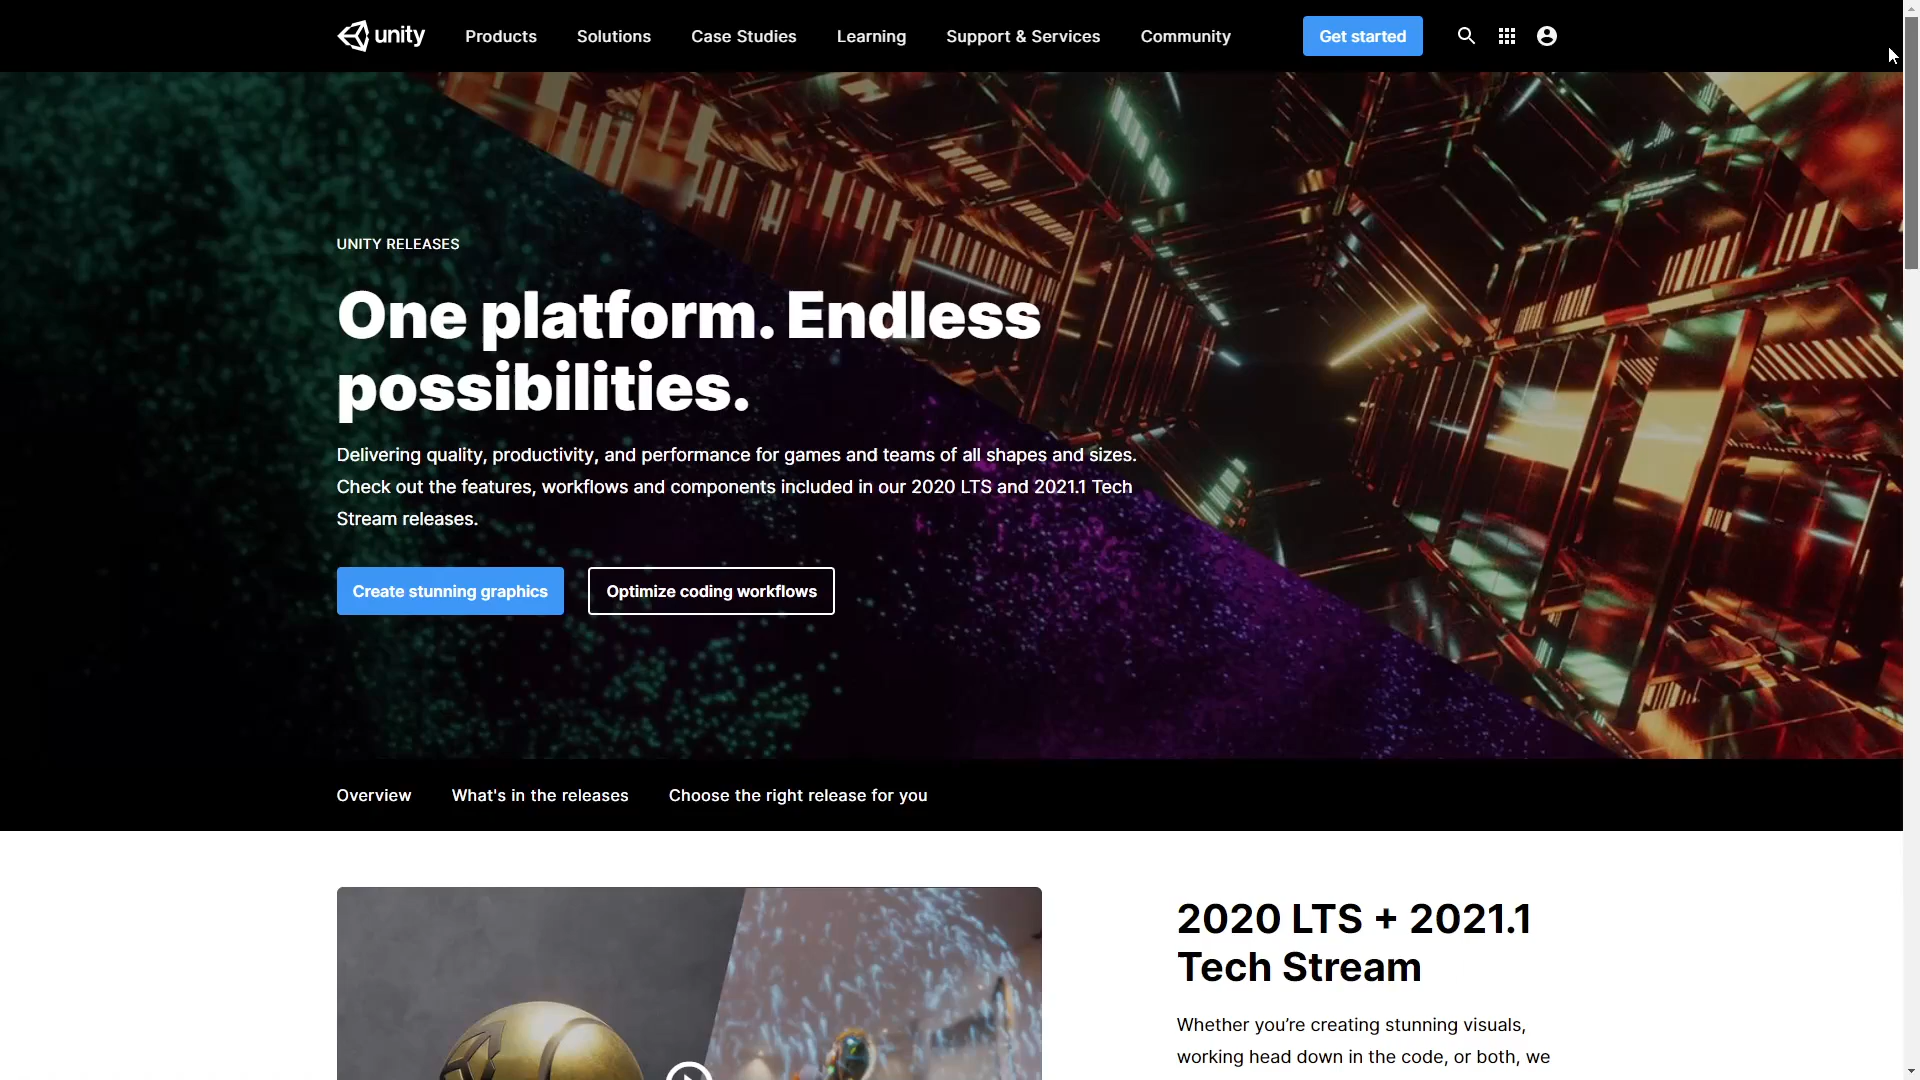 unity Products Solutions Case Studies Learning Support & Services Community Get started
UNITY RELEASES
One platform. Endless
possibilities.
Delivering quality, productivity, and performance for games and teams of all shapes and sizes.
Check out the features, workflows and components included in our 2020 LTS and 2021.1 Tech
Stream releases.
Create stunning graphics Optimize coding workflows
Overview What's in the releases Choose the right release for you
2020 LTS + 2021.1
Tech Stream
Whether you’re creating stunning visuals,
working head down in the code, or both, we